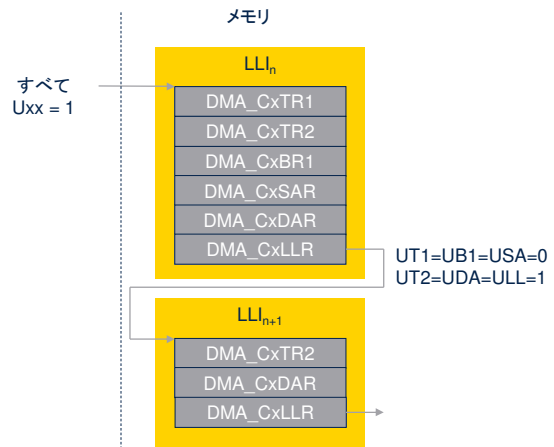 メモリ
LLIn
すべて
Uxx = 1
DMA_CxTR1
DMA_CxTR2
DMA_CxBR1
DMA_CxSAR
DMA_CxDAR
DMA_CxLLR
UT1=UB1=USA=0
UT2=UDA=ULL=1
LLIn+1
DMA_CxTR2
DMA_CxDAR
DMA_CxLLR